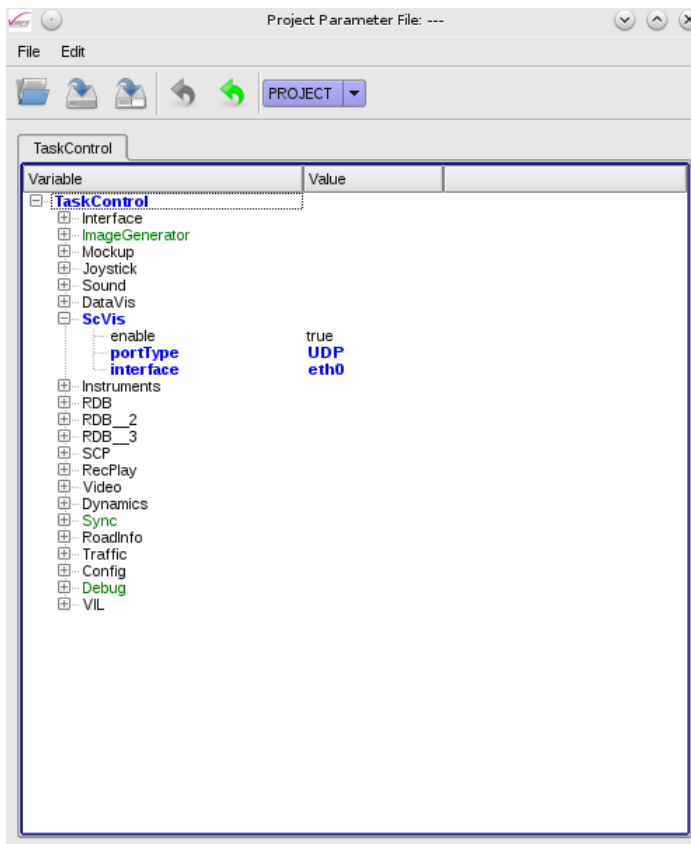 Project Parameter File: ---
File Edit
PROJECT
TaskControl
Variable Value
TaskControl
Interface
ImageGenerator
Mockup
Joystick
Sound
DataVis
ScVis
enable true
portType UDP
interface eth0
Instruments
RDB
RDB__2
RDB__3
SCP
RecPlay
Video
Dynamics
Sync
RoadInfo
Traffic
Config
Debug
VIL